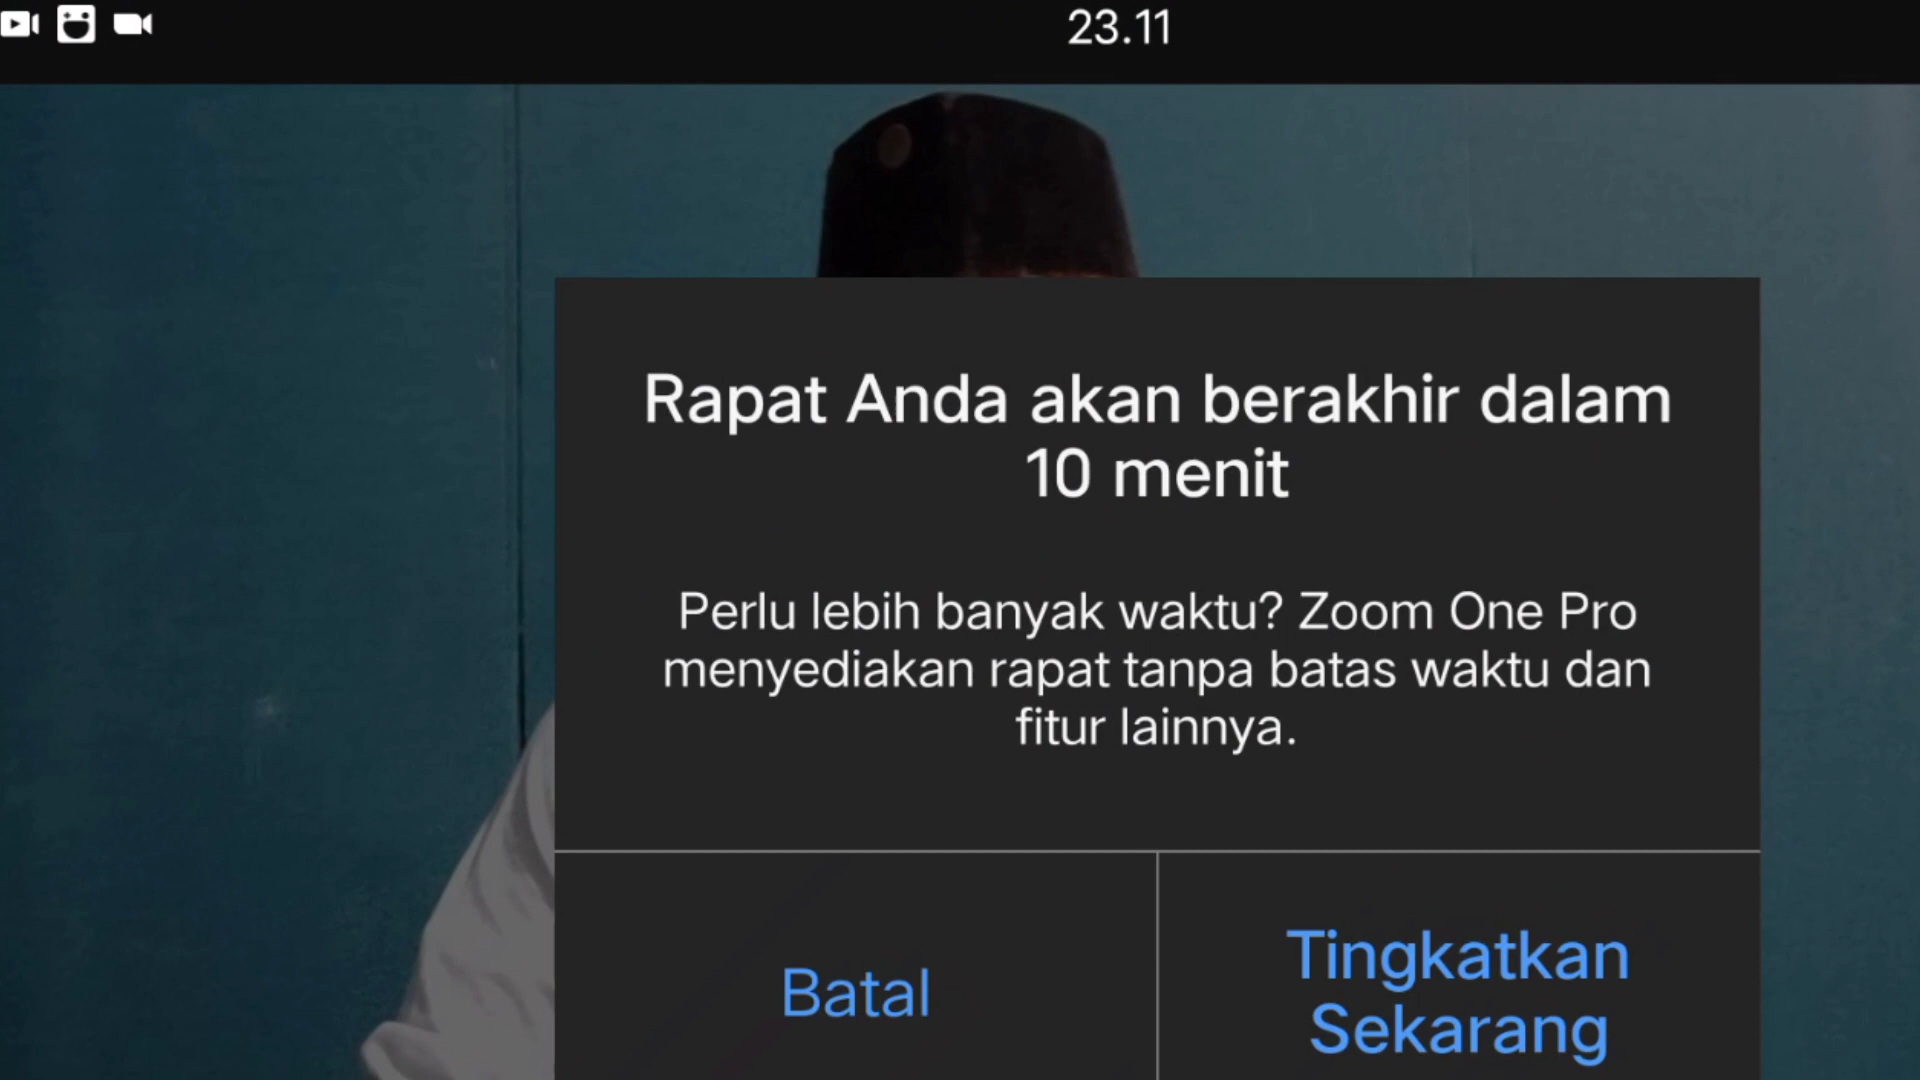 23.11
Rapat Anda akan berakhir dalam
10 menit
Perlu lebih banyak waktu? Zoom One Pro
menyediakan rapat tanpa batas waktu dan
fitur lainnya.
Batal
Tingkatkan
Sekarang